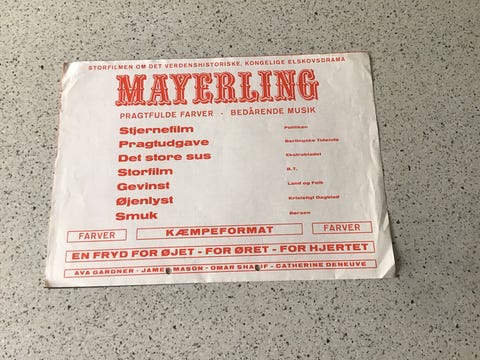 STORFILMEN OM DET VERDENSHISTORISKE, KONGELIGE ELSKOVSDRAMA
MAYERLING
PRAGTFULDE FARVER - BEDÅRENDE MUSIK
Stjernefilm Politiken
Pragtudgave Berlingske Tidende
Det store sus Ekstrabladet
Storfilm B.T.
Gevinst Land og Folk
Øjenlyst Kristeligt Dagblad
Smuk Børsen
FARVER KÆMPEFORMAT FARVER
EN FRYD FOR ØJET - FOR ØRET - FOR HJERTET
AVA GARDNER - JAMES MASON - OMAR SHARIF - CATHERINE DENEUVE